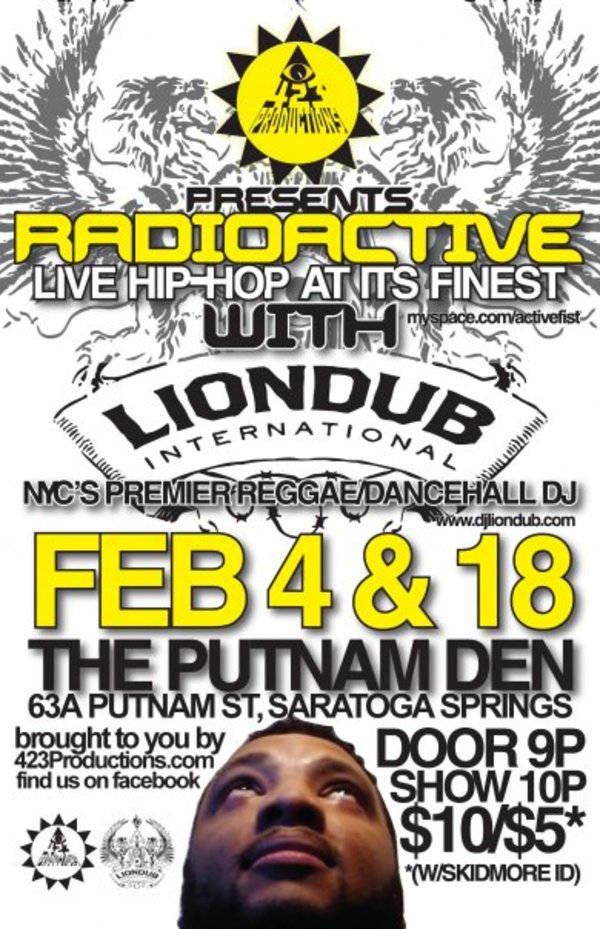 PRODUCTIONS
PRESENTS
RADIOACTIVE
LIVE HIP-HOP AT ITS FINEST
WITH
myspace.com/activefist
LIONDUB
INTERNATIONAL
NYC'S PREMIER REGGAE/DANCEHALL DJ
www.djliondub.com
FEB 4 & 18
THE PUTNAM DEN
63A PUTNAM ST, SARATOGA SPRINGS
brought to you by
423Productions.com
find us on facebook
DOOR 9P
SHOW 10P
$10/$5*
*(W/SKIDMORE ID)
LIONDUB